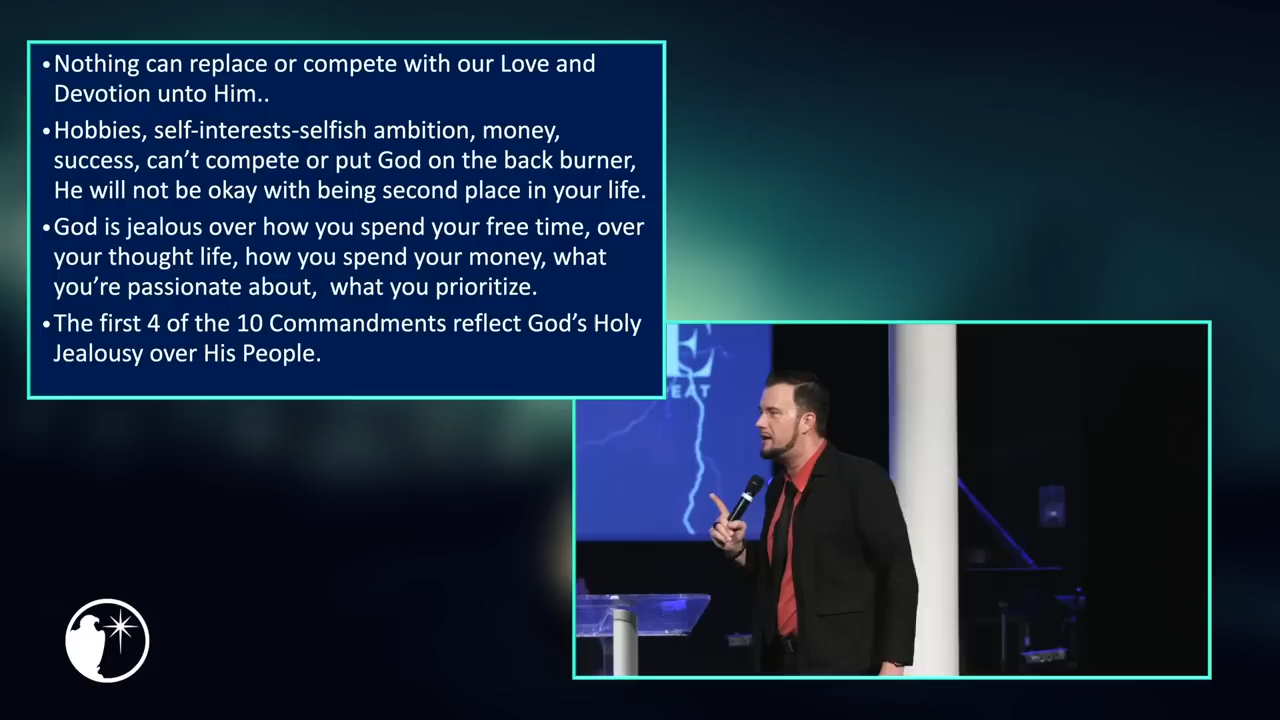 •Nothing can replace or compete with our Love and
Devotion unto Him..
•Hobbies, self-interests-selfish ambition, money,
success, can’t compete or put God on the back burner,
He will not be okay with being second place in your life.
•God is jealous over how you spend your free time, over
your thought life, how you spend your money, what
you’re passionate about,  what you prioritize.
•The first 4 of the 10 Commandments reflect God’s Holy
Jealousy over His People.